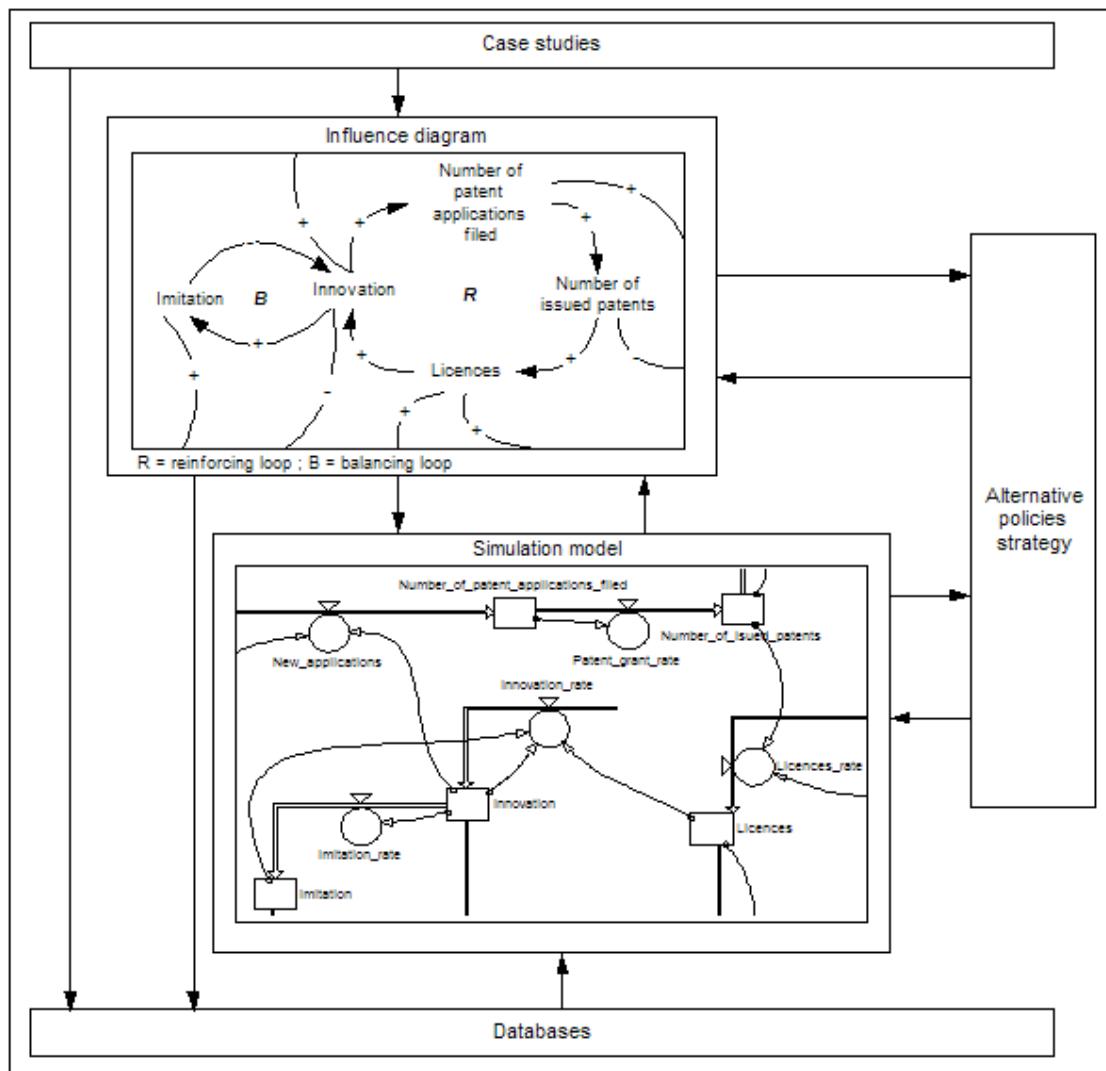 Case studies
Influence diagram
Number of
patent
applications
filed
+
+
+
+
-
Imitation
B
Innovation
R
Number of
issued patents
+
+
+
-
+
Licences
-
+
+
R = reinforcing loop ; B = balancing loop
Alternative
policies
strategy
Simulation model
Number_of_patent_applications_filed
New_applications
Patent_grant_rate
Number_of_isued_patents
Innovation_rate
Licences_rate
Innovation
Licences
Imitation_rate
Imitation
Databases